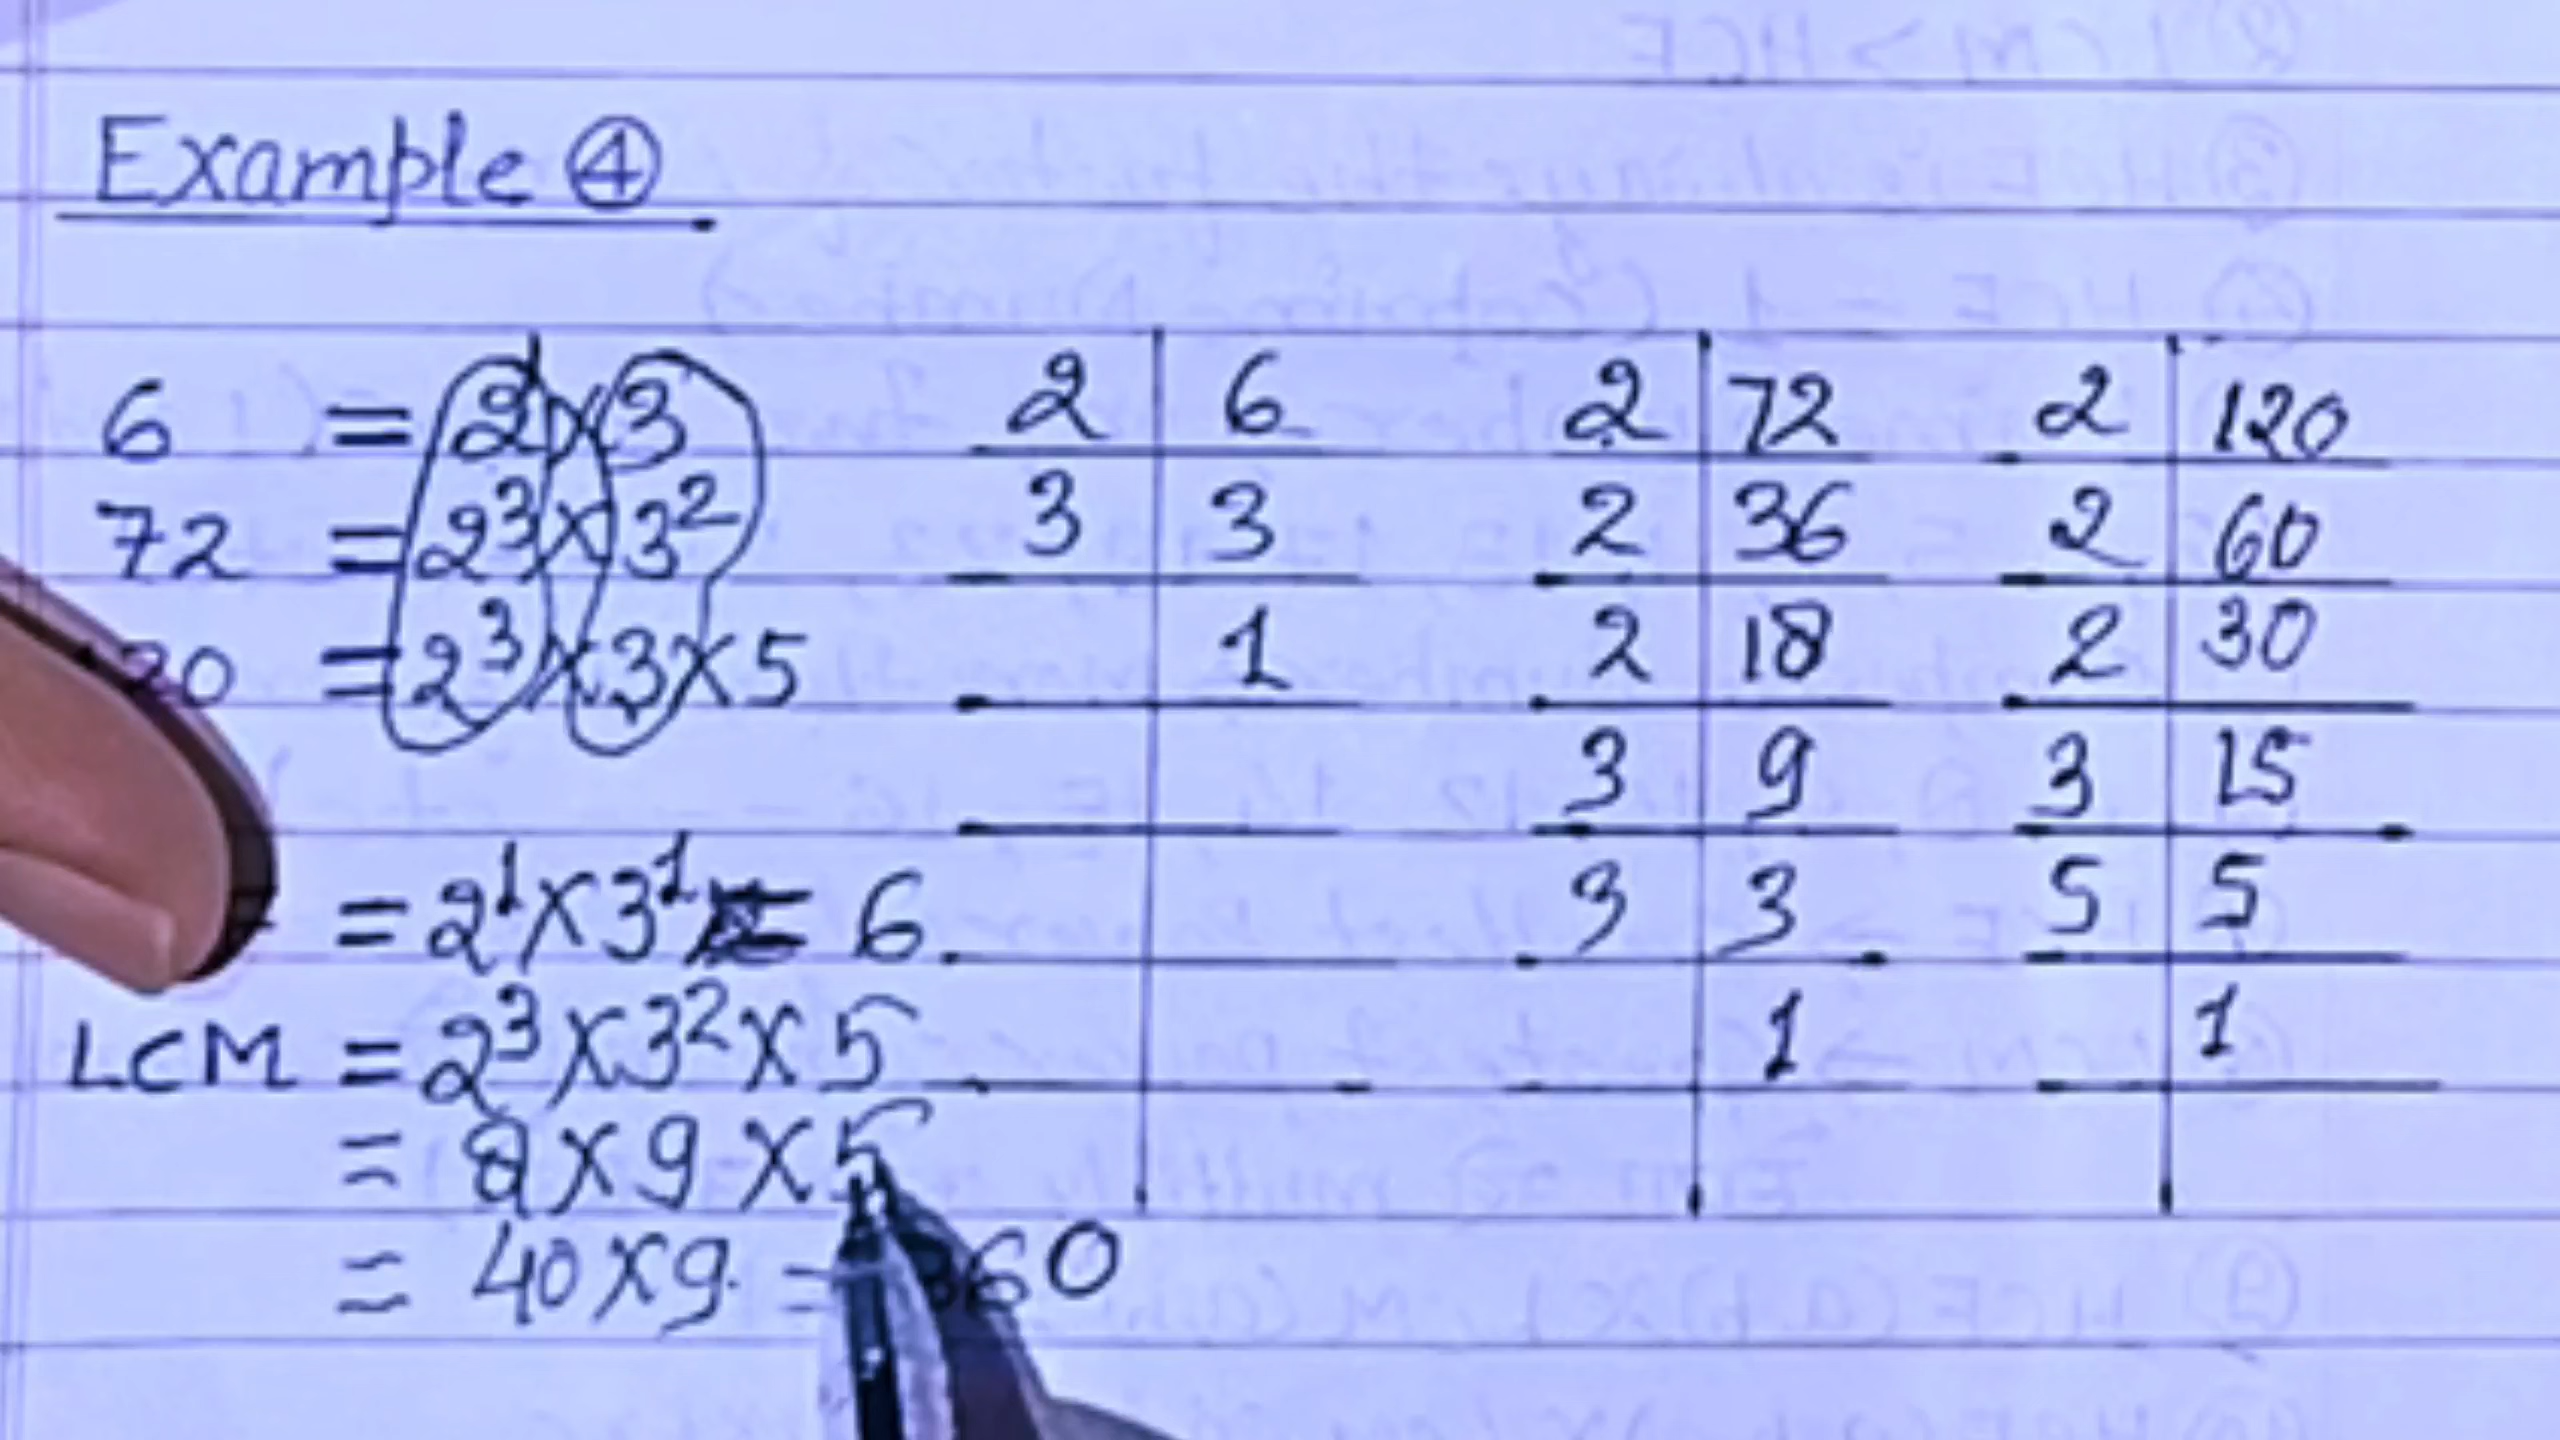 Example ④
6 = 2¹ × 3
72 = 2³ × 3²
20 = 2³ × 3 × 5
= 2¹ × 3¹ = 6
LCM = 2³ × 3² × 5
= 8 × 9 × 5
= 40 × 9 = 360
2 | 6
3 | 3
1
2 | 72
2 | 36
2 | 18
3 | 9
3 | 3
1
2 | 120
2 | 60
2 | 30
3 | 15
5 | 5
1